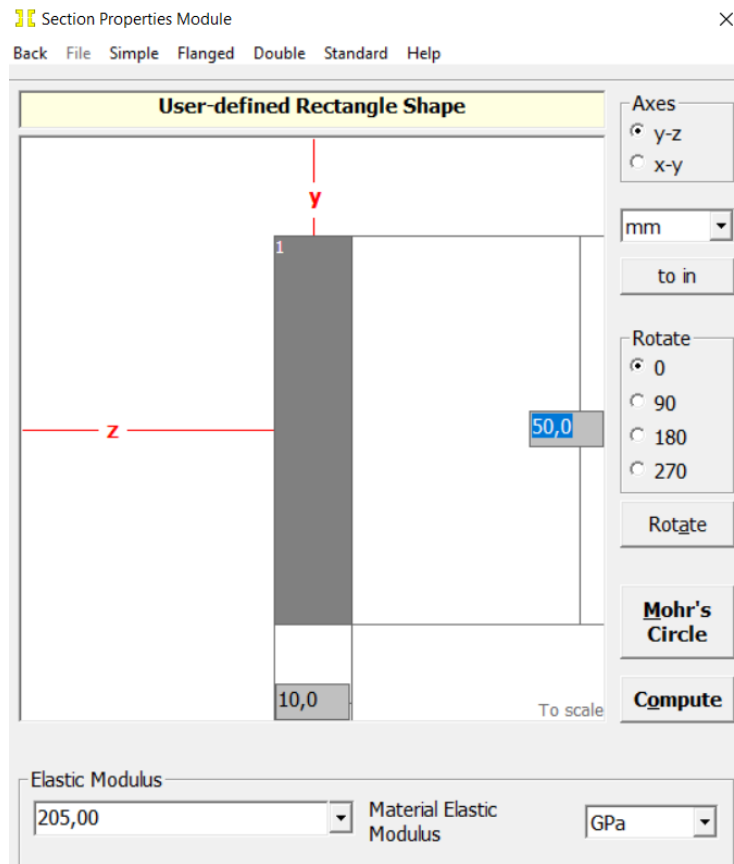 Section Properties Module
Back File Simple Flanged Double Standard Help
User-defined Rectangle Shape
Axes
y-z
x-y
mm
to in
y
1
Rotate
0
90
180
270
50,0
z
Rotate
Mohr's
Circle
10,0
To scale
Compute
Elastic Modulus
205,00
Material Elastic
Modulus
GPa